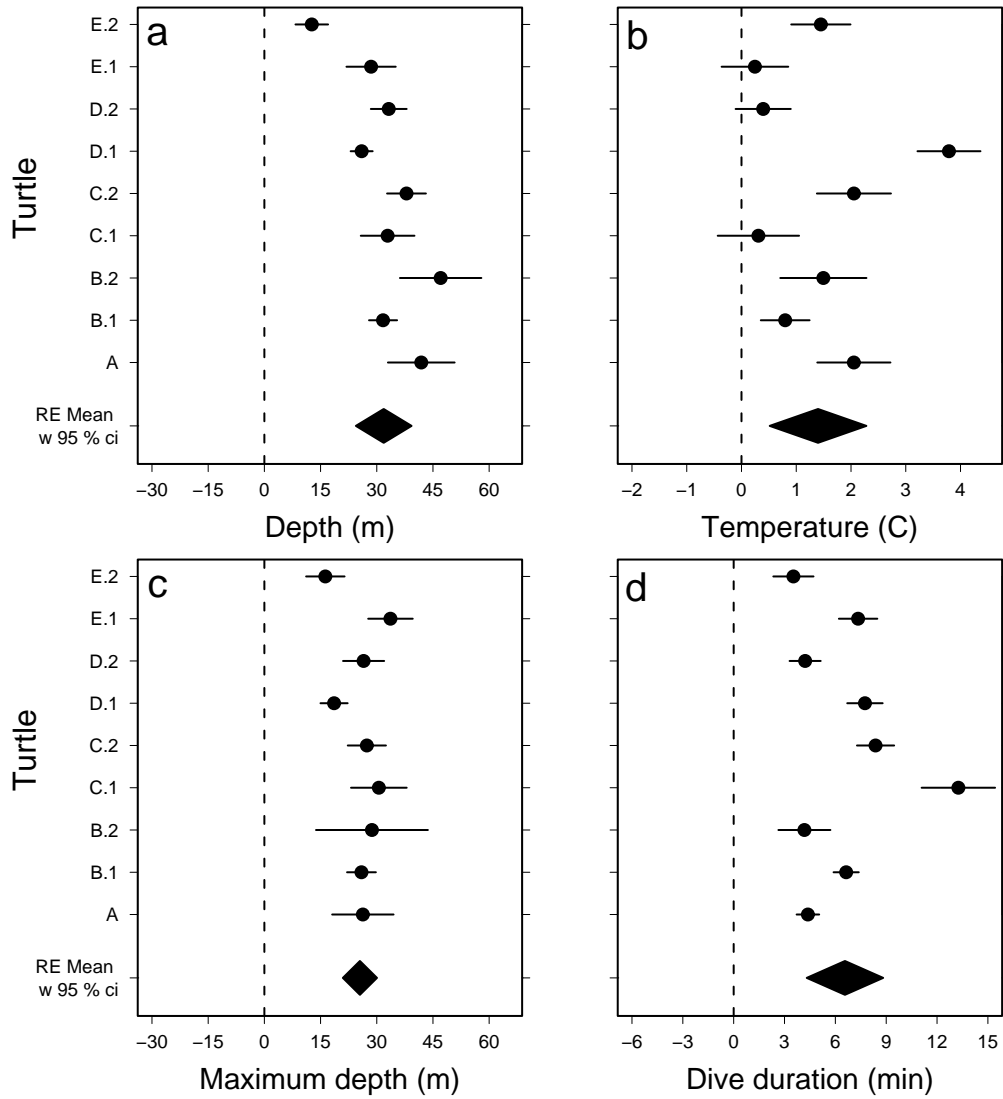 a
Turtle
E.2
E.1
D.2
D.1
C.2
C.1
B.2
B.1
A
RE Mean
w 95 % ci
−30 −15 0 15 30 45 60
Depth (m)
b
−2 −1 0 1 2 3 4
Temperature (C)
c
Turtle
E.2
E.1
D.2
D.1
C.2
C.1
B.2
B.1
A
RE Mean
w 95 % ci
−30 −15 0 15 30 45 60
Maximum depth (m)
d
−6 −3 0 3 6 9 12 15
Dive duration (min)